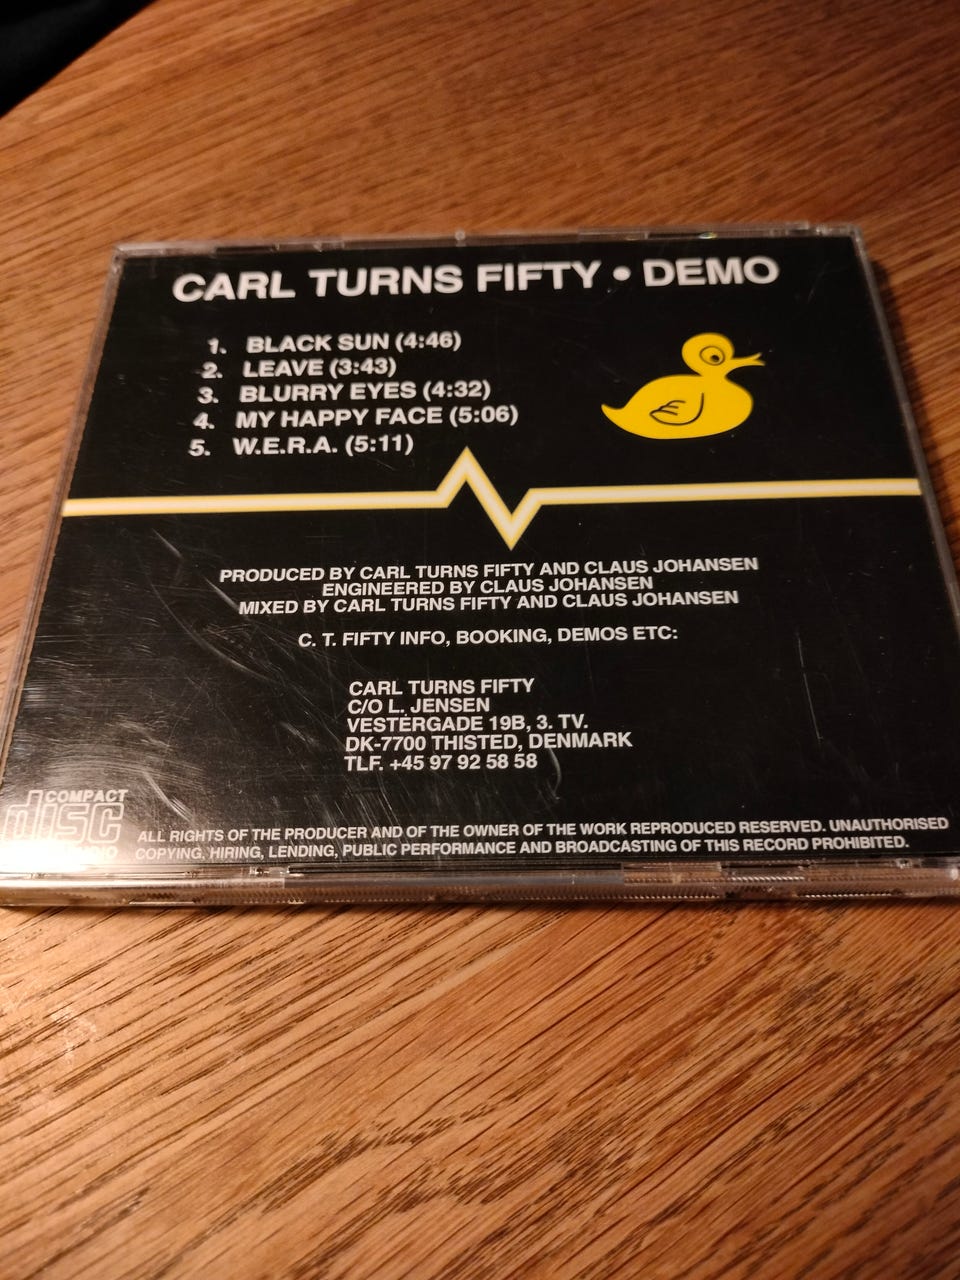 CARL TURNS FIFTY • DEMO
1. BLACK SUN (4:46)
2. LEAVE (3:43)
3. BLURRY EYES (4:32)
4. MY HAPPY FACE (5:06)
5. W.E.R.A. (5:11)
PRODUCED BY CARL TURNS FIFTY AND CLAUS JOHANSEN
ENGINEERED BY CLAUS JOHANSEN
MIXED BY CARL TURNS FIFTY AND CLAUS JOHANSEN
C. T. FIFTY INFO, BOOKING, DEMOS ETC:
CARL TURNS FIFTY
C/O L. JENSEN
VESTERGADE 19B, 3. TV.
DK-7700 THISTED, DENMARK
TLF. +45 97 92 58 58
COMPACT
disc
ALL RIGHTS OF THE PRODUCER AND OF THE OWNER OF THE WORK REPRODUCED RESERVED. UNAUTHORISED
COPYING, HIRING, LENDING, PUBLIC PERFORMANCE AND BROADCASTING OF THIS RECORD PROHIBITED.